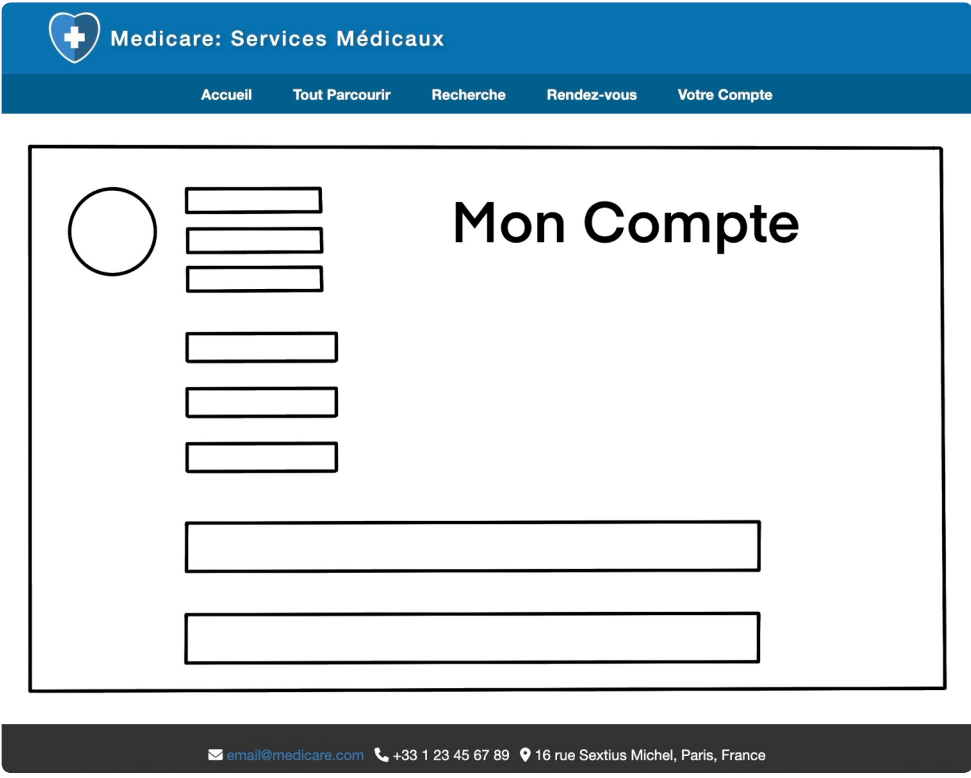 Medicare: Services Médicaux
Accueil Tout Parcourir Recherche Rendez-vous Votre Compte
Mon Compte
email@medicare.com +33 1 23 45 67 89 16 rue Sextius Michel, Paris, France